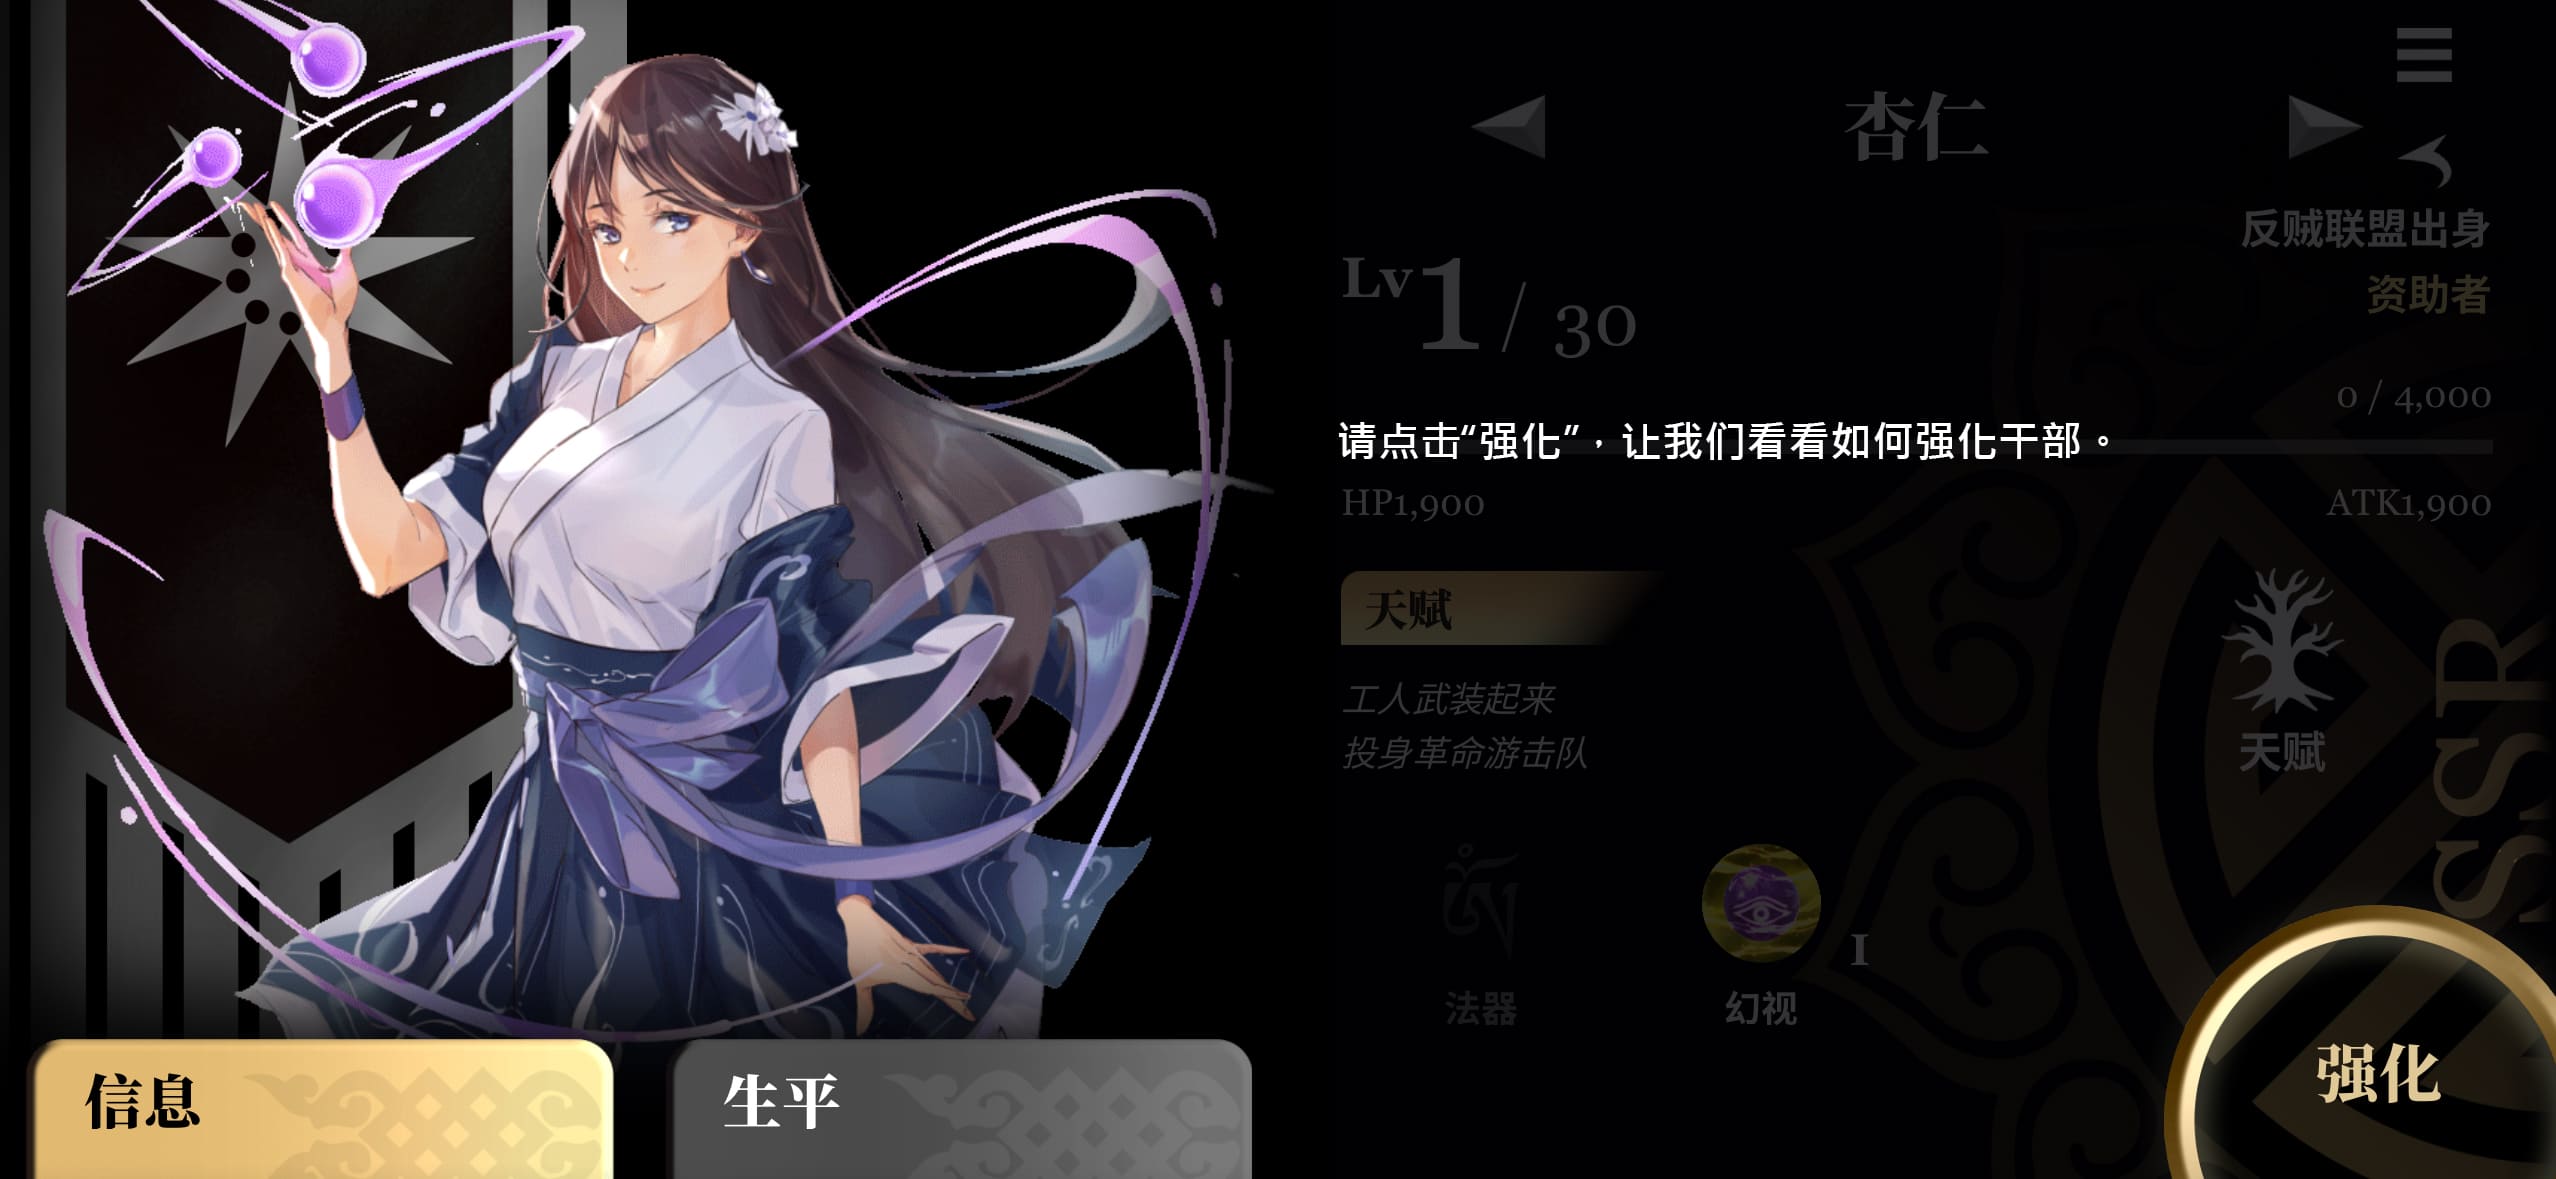 杏仁
反贼联盟出身
资助者
Lv1 / 30
0 / 4,000
请点击“强化”，让我们看看如何强化干部。
HP1,900
ATK1,900
天赋
工人武装起来
投身革命游击队
天赋
SSR
I
法器
幻视
信息
生平
强化